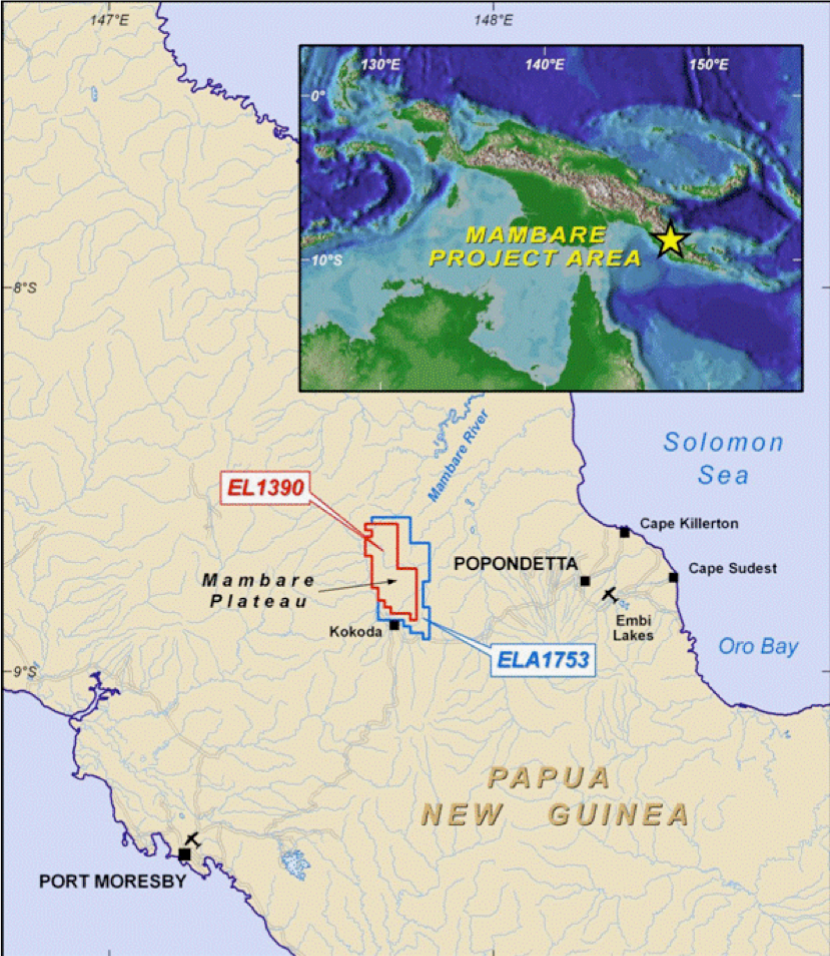 147°E
148°E
130°E
140°E
150°E
0°
MAMBARE
PROJECT AREA
10°S
8°S
Mambare River
Solomon
Sea
EL1390
Cape Killerton
POPONDETTA
Cape Sudest
Mambare
Plateau
Embi
Lakes
Kokoda
Oro Bay
ELA1753
9°S
PAPUA
NEW GUINEA
PORT MORESBY